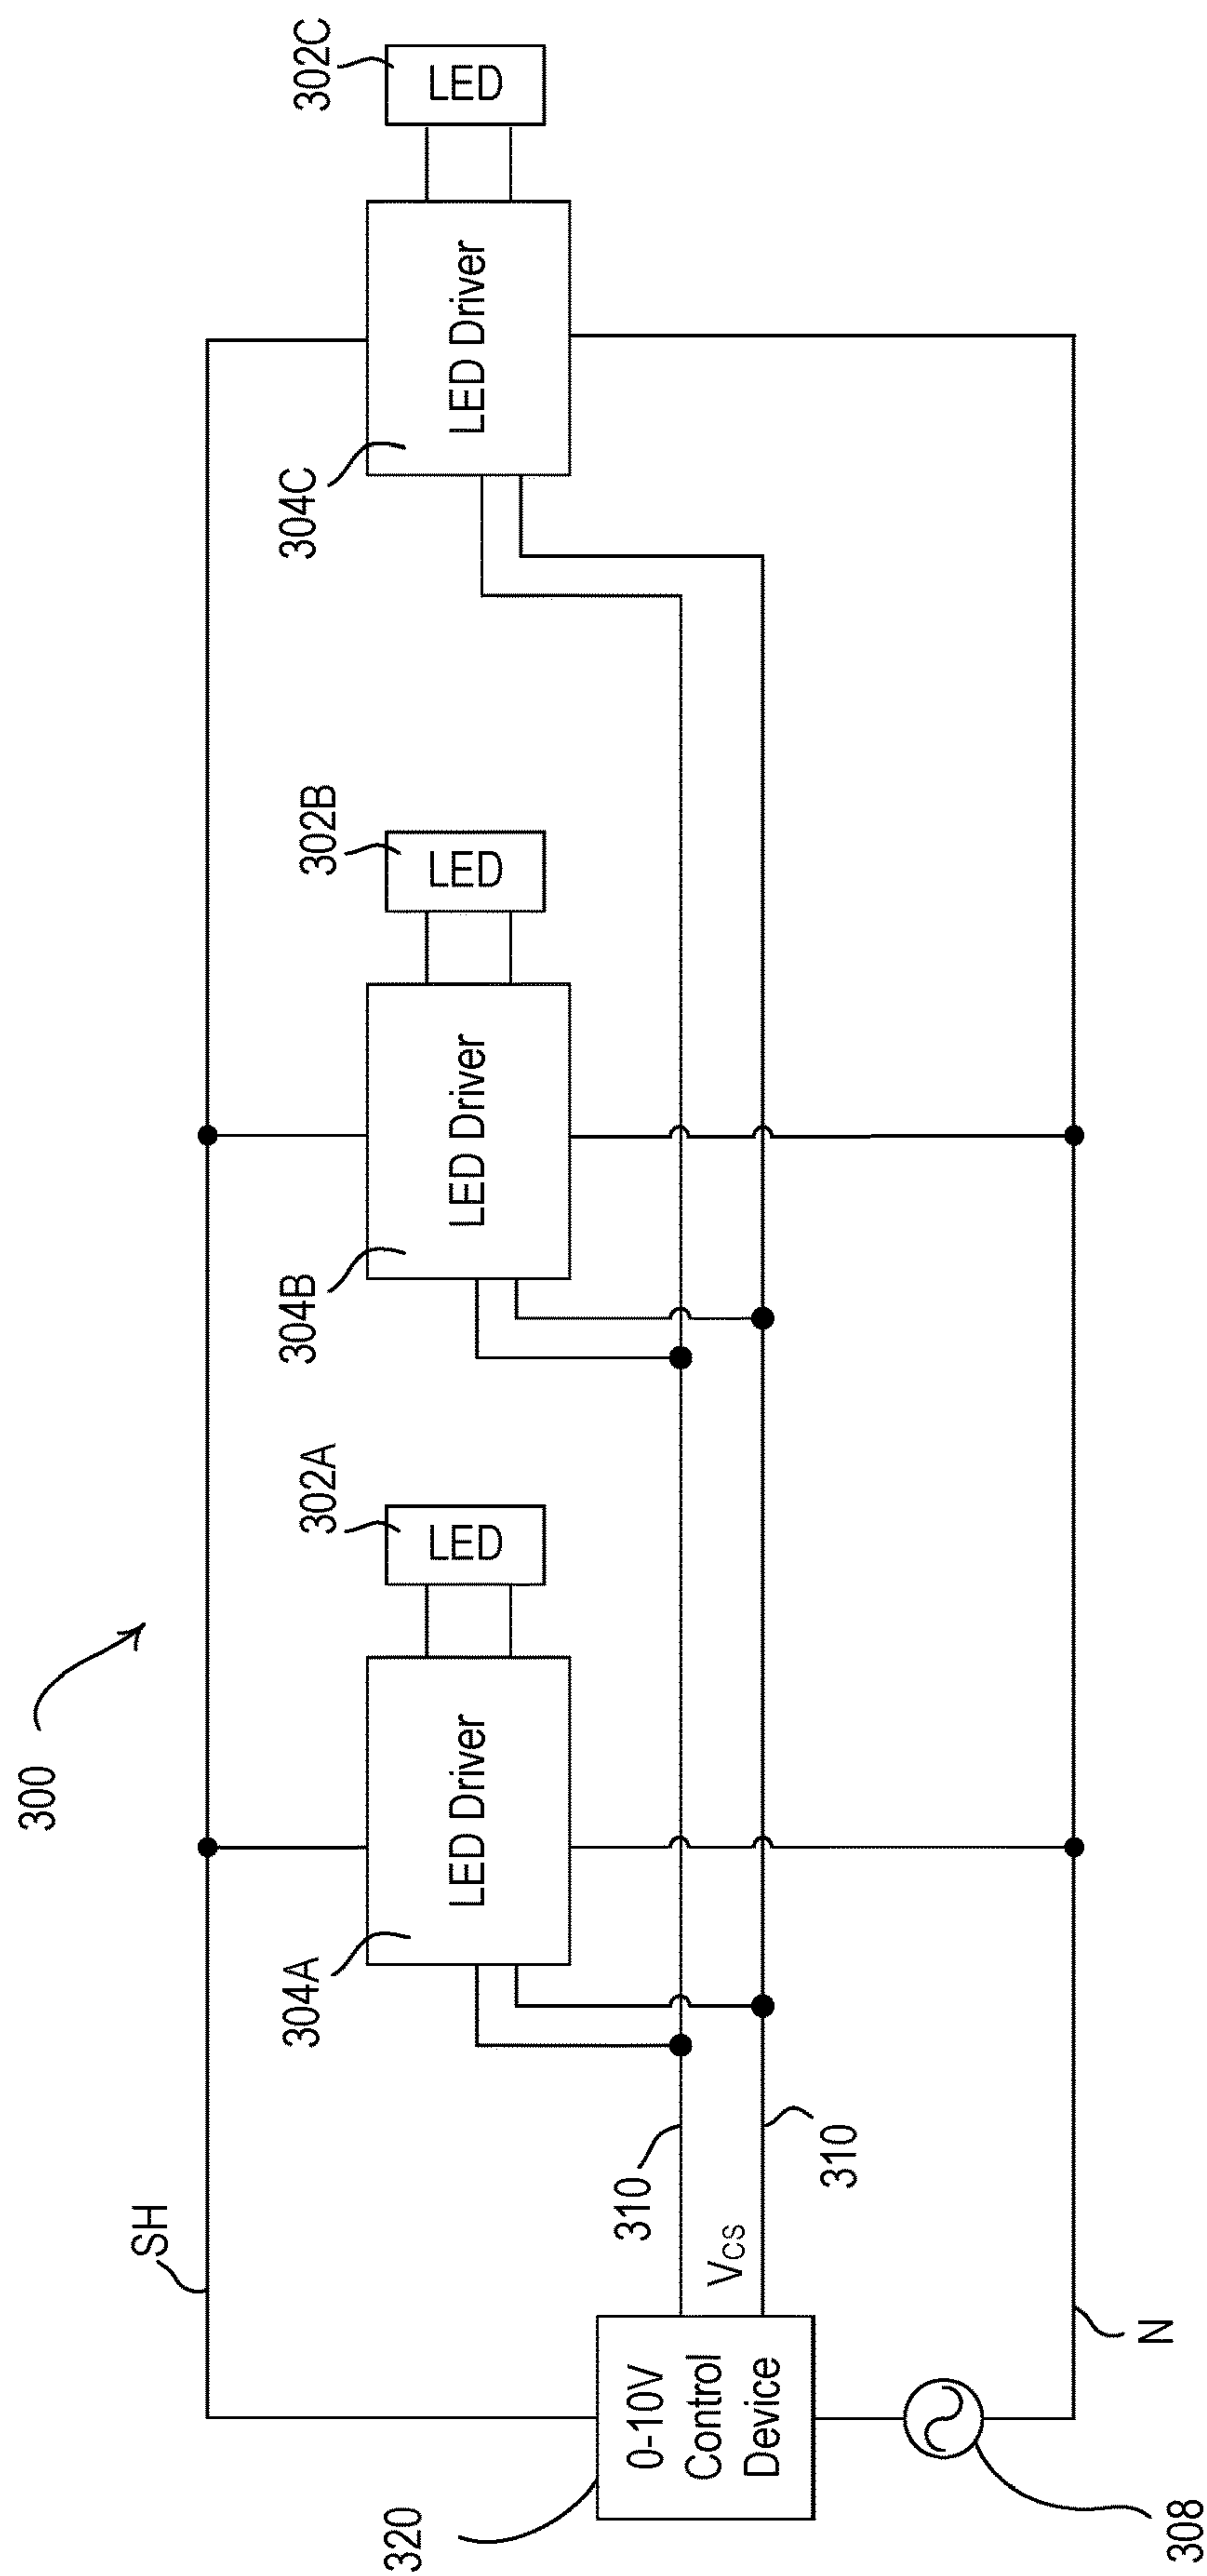 300
SH
304A
LED Driver
302A
LED
304B
LED Driver
302B
LED
304C
LED Driver
302C
LED
310
V_CS
310
320
0-10V
Control
Device
308
N